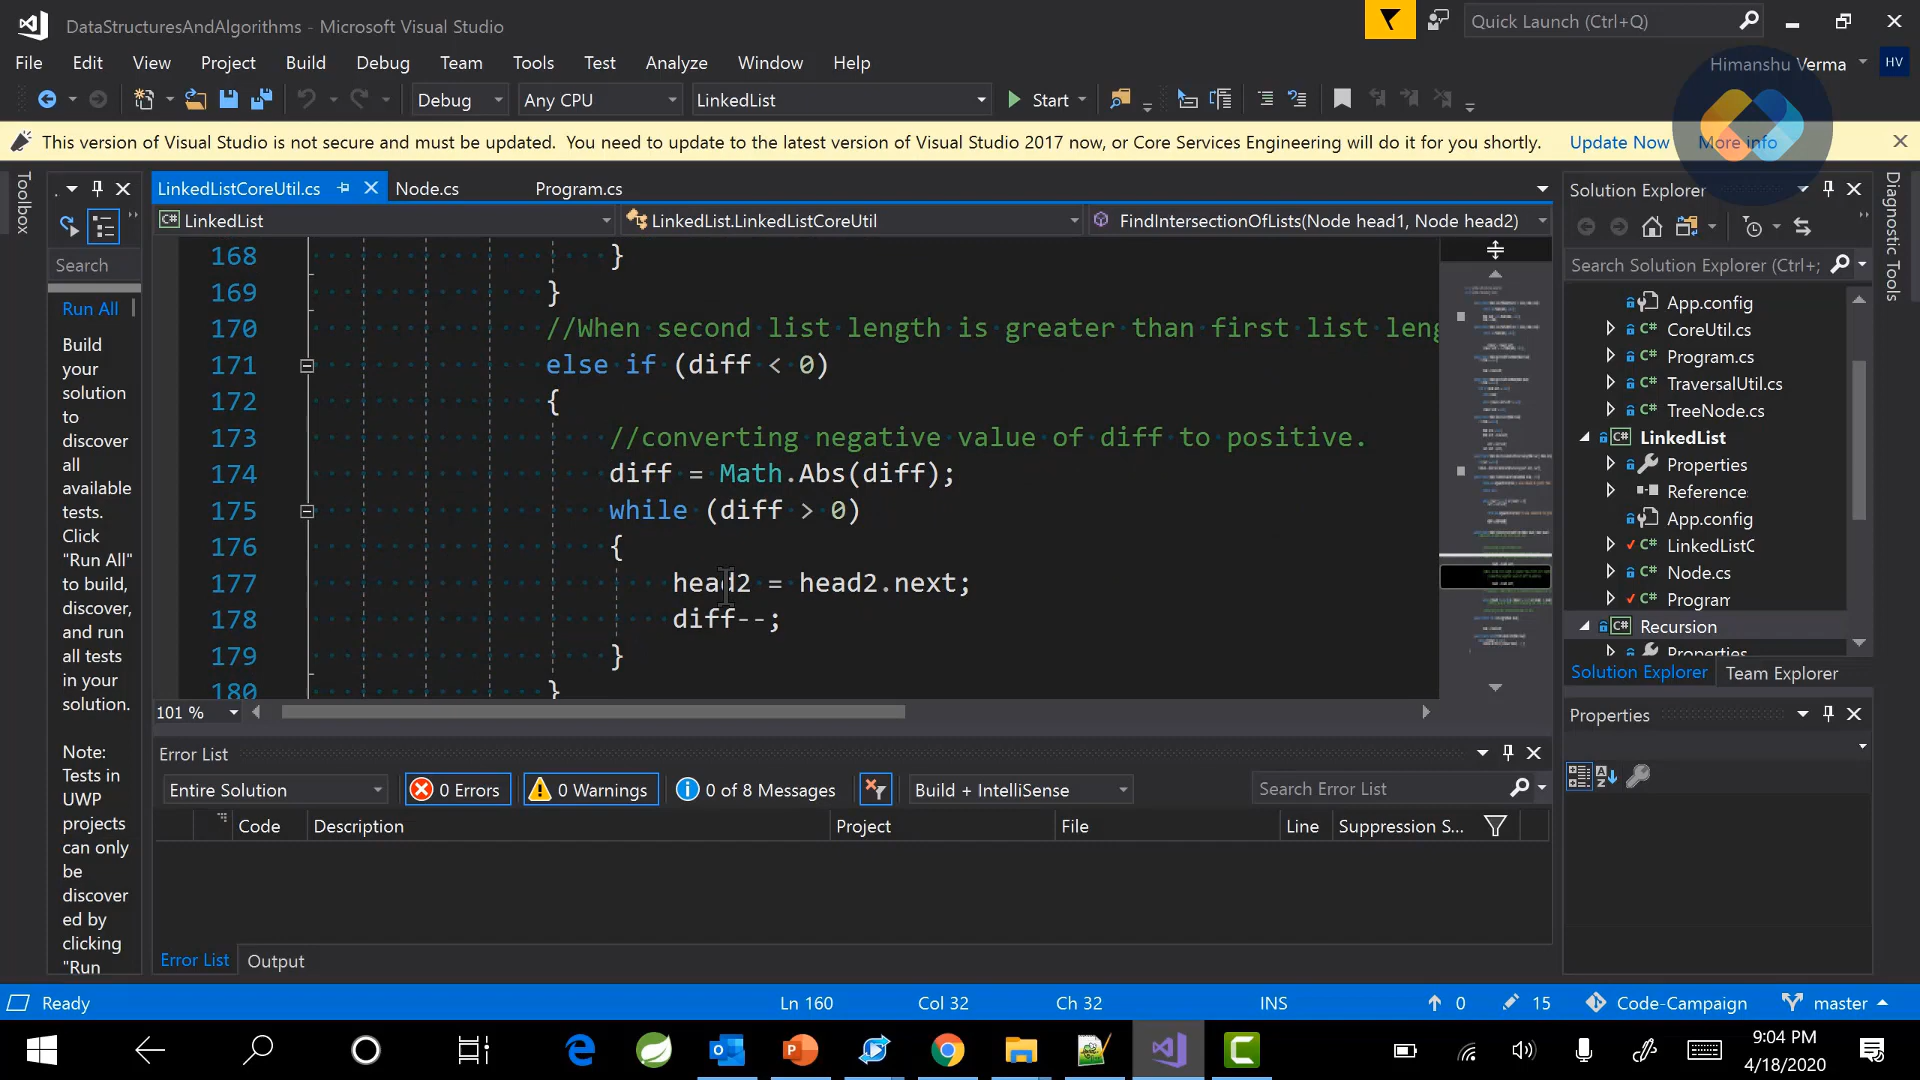 DataStructuresAndAlgorithms - Microsoft Visual Studio
Quick Launch (Ctrl+Q)
File Edit View Project Build Debug Team Tools Test Analyze Window Help
Himanshu Verma HV
Debug Any CPU LinkedList Start
This version of Visual Studio is not secure and must be updated. You need to update to the latest version of Visual Studio 2017 now, or Core Services Engineering will do it for you shortly. Update Now More info
Toolbox
LinkedListCoreUtil.cs Node.cs Program.cs
LinkedList LinkedList.LinkedListCoreUtil FindIntersectionOfLists(Node head1, Node head2)
Search
Run All
Build
your
solution
to
discover
all
available
tests.
Click
"Run All"
to build,
discover,
and run
all tests
in your
solution.
Note:
Tests in
UWP
projects
can only
be
discover
ed by
clicking
"Run
168 }
169 }
170 //When second list length is greater than first list leng
171 else if (diff < 0)
172 {
173 //converting negative value of diff to positive.
174 diff = Math.Abs(diff);
175 while (diff > 0)
176 {
177 head2 = head2.next;
178 diff--;
179 }
180 }
101 %
Solution Explorer
Search Solution Explorer (Ctrl+;
App.config
C# CoreUtil.cs
C# Program.cs
C# TraversalUtil.cs
C# TreeNode.cs
C# LinkedList
Properties
Reference
App.config
C# LinkedListC
C# Node.cs
C# Program
C# Recursion
Properties
Solution Explorer Team Explorer
Diagnostic Tools
Properties
Error List
Entire Solution 0 Errors 0 Warnings 0 of 8 Messages Build + IntelliSense Search Error List
Code Description Project File Line Suppression S...
Error List Output
Ready Ln 160 Col 32 Ch 32 INS 0 15 Code-Campaign master
9:04 PM
4/18/2020